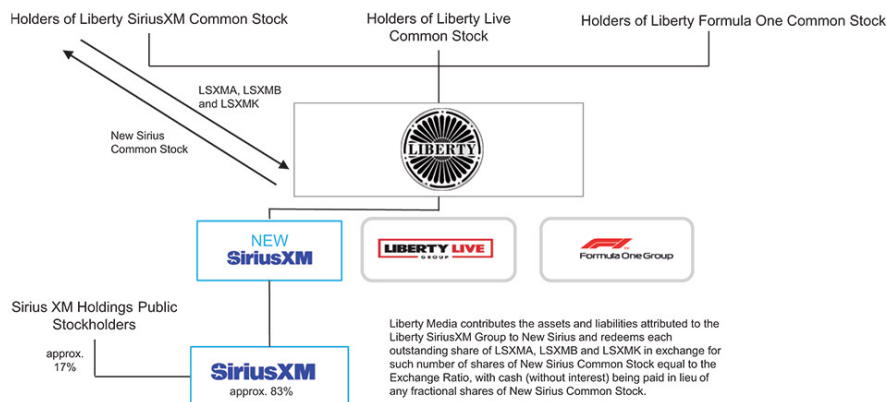 Holders of Liberty SiriusXM Common Stock
Holders of Liberty Live
Common Stock
Holders of Liberty Formula One Common Stock
LSXMA, LSXMB
and LSXMK
New Sirius
Common Stock
LIBERTY
NEW
SiriusXM
LIBERTY LIVE
GROUP
F1
Formula One Group
Sirius XM Holdings Public
Stockholders
approx.
17%
SiriusXM
approx. 83%
Liberty Media contributes the assets and liabilities attributed to the
Liberty SiriusXM Group to New Sirius and redeems each
outstanding share of LSXMA, LSXMB and LSXMK in exchange for
such number of shares of New Sirius Common Stock equal to the
Exchange Ratio, with cash (without interest) being paid in lieu of
any fractional shares of New Sirius Common Stock.